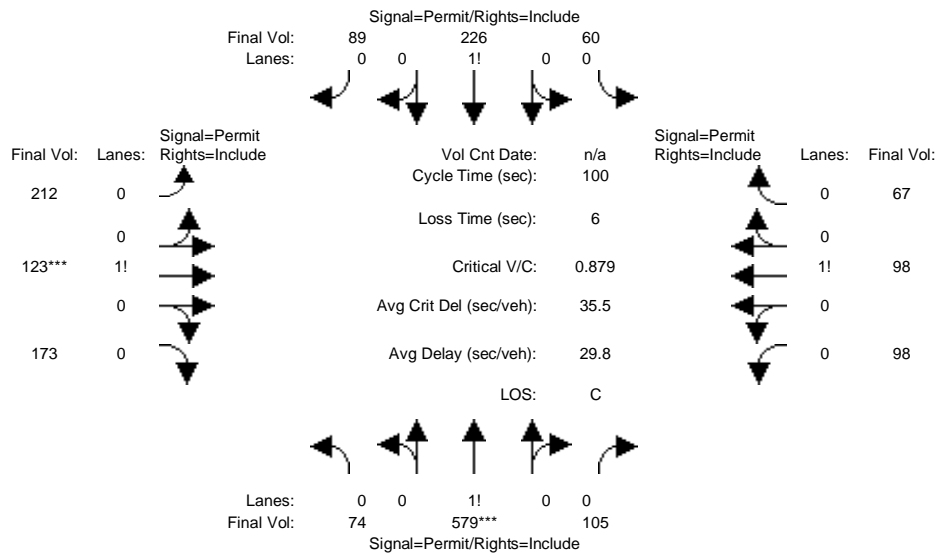 Signal=Permit/Rights=Include
Final Vol: 89 226 60
Lanes: 0 0 1! 0 0
Signal=Permit Signal=Permit
Final Vol: Lanes: Rights=Include Vol Cnt Date: n/a Rights=Include Lanes: Final Vol:
Cycle Time (sec): 100
212 0 0 67
Loss Time (sec): 6
0 0
123*** 1! Critical V/C: 0.879 1! 98
0 Avg Crit Del (sec/veh): 35.5 0
173 0 Avg Delay (sec/veh): 29.8 0 98
LOS: C
Lanes: 0 0 1! 0 0
Final Vol: 74 579*** 105
Signal=Permit/Rights=Include